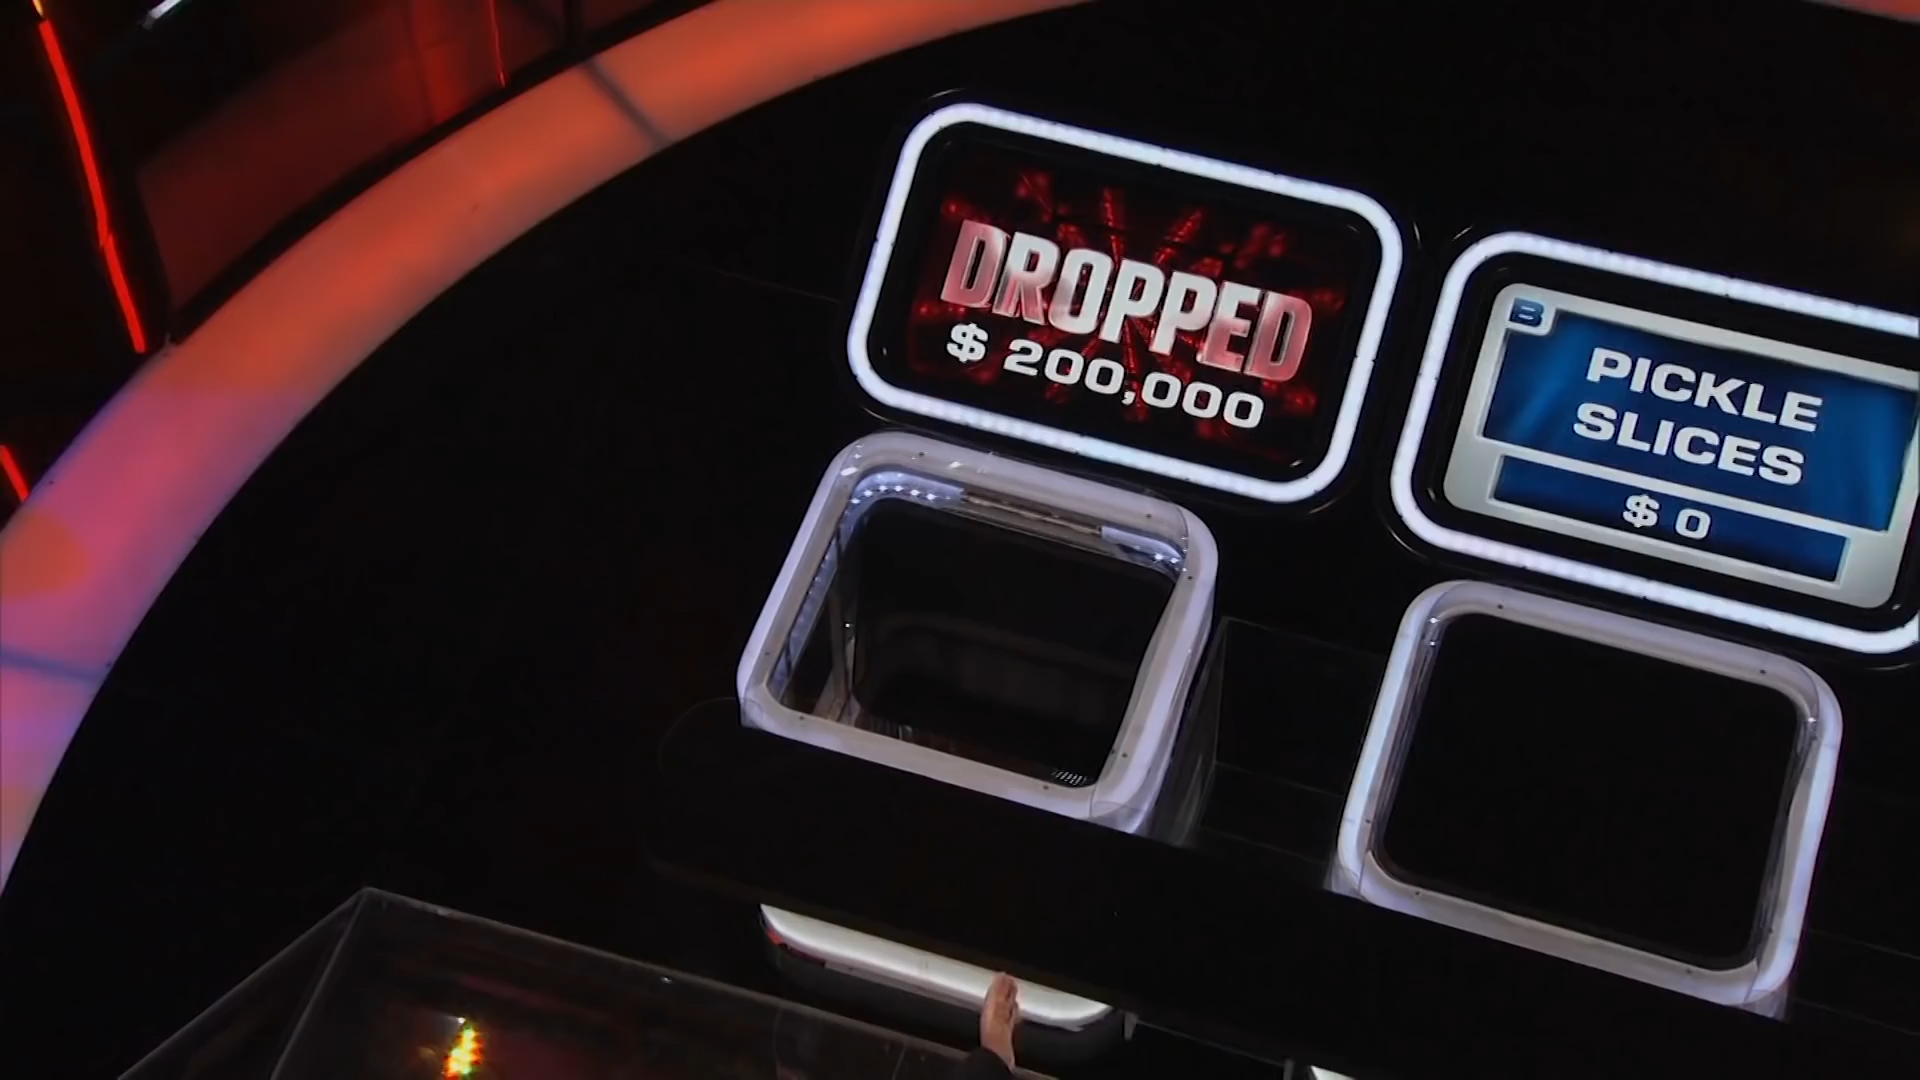 DROPPED
$ 200,000
B
PICKLE
SLICES
$ 0